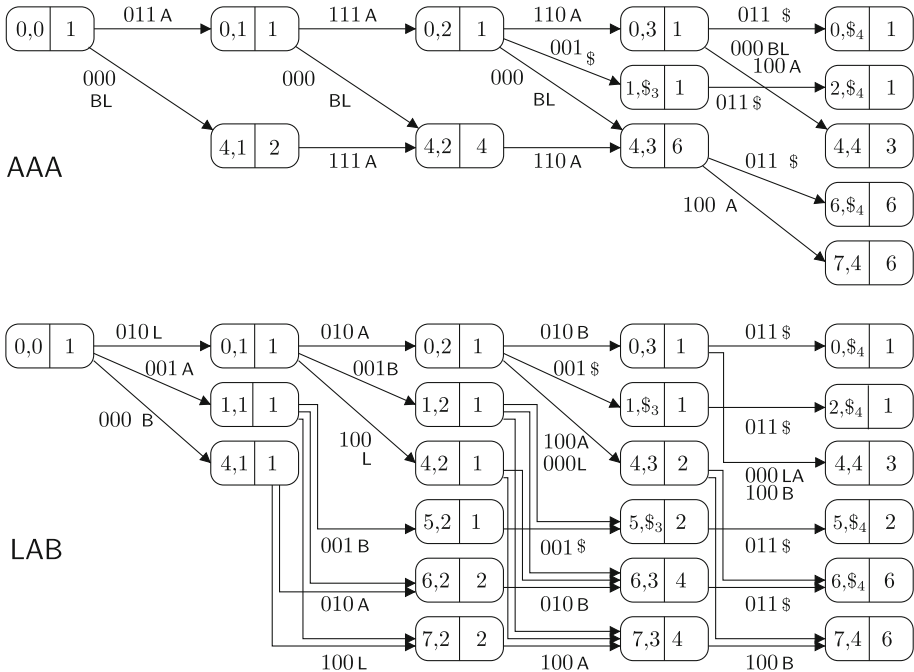 011 A 111 A 110 A 011 $
0,0 1 0,1 1 0,2 1 0,3 1 0,$4 1
001 $ 000 BL
000 000 000 100 A
BL BL BL 1,$3 1 2,$4 1
011 $
4,1 2 4,2 4 4,3 6 4,4 3
111 A 110 A 011 $
AAA
100 A 6,$4 6
7,4 6
010 L 010 A 010 B 011 $
0,0 1 0,1 1 0,2 1 0,3 1 0,$4 1
001 A 001 B 001 $
000 B 1,1 1 1,2 1 1,$3 1 2,$4 1
011 $
100 100 A
L 000 L
4,1 1 4,2 1 4,3 2 4,4 3
000 LA
100 B
5,2 1 5,$3 2 5,$4 2
LAB
001 B 001 $ 011 $
6,2 2 6,3 4 6,$4 6
010 A 010 B 011 $
7,2 2 7,3 4 7,4 6
100 L 100 A 100 B